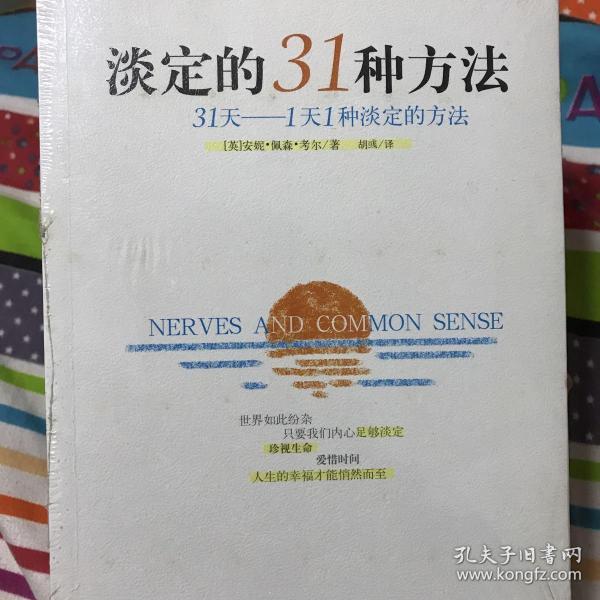 淡定的31种方法
31天——1天1种淡定的方法
[英]安妮·佩森·考尔/著 胡彧/译
NERVES AND COMMON SENSE
世界如此纷杂
只要我们内心足够淡定
珍视生命
爱惜时间
人生的幸福才能悄然而至
孔夫子旧书网
www.kongfz.com